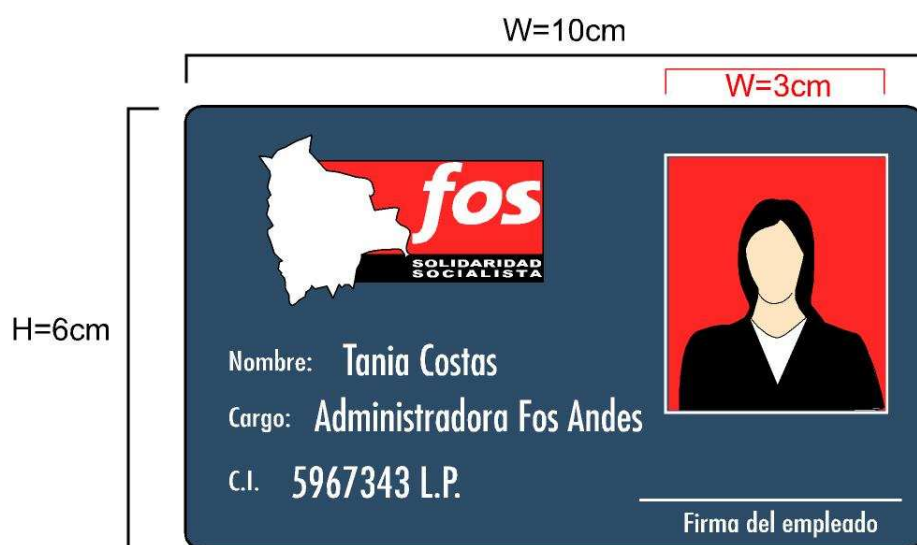 W=10cm
W=3cm
fos
SOLIDARIDAD
SOCIALISTA
H=6cm
Nombre: Tania Costas
Cargo: Administradora Fos Andes
C.I. 5967343 L.P.
Firma del empleado